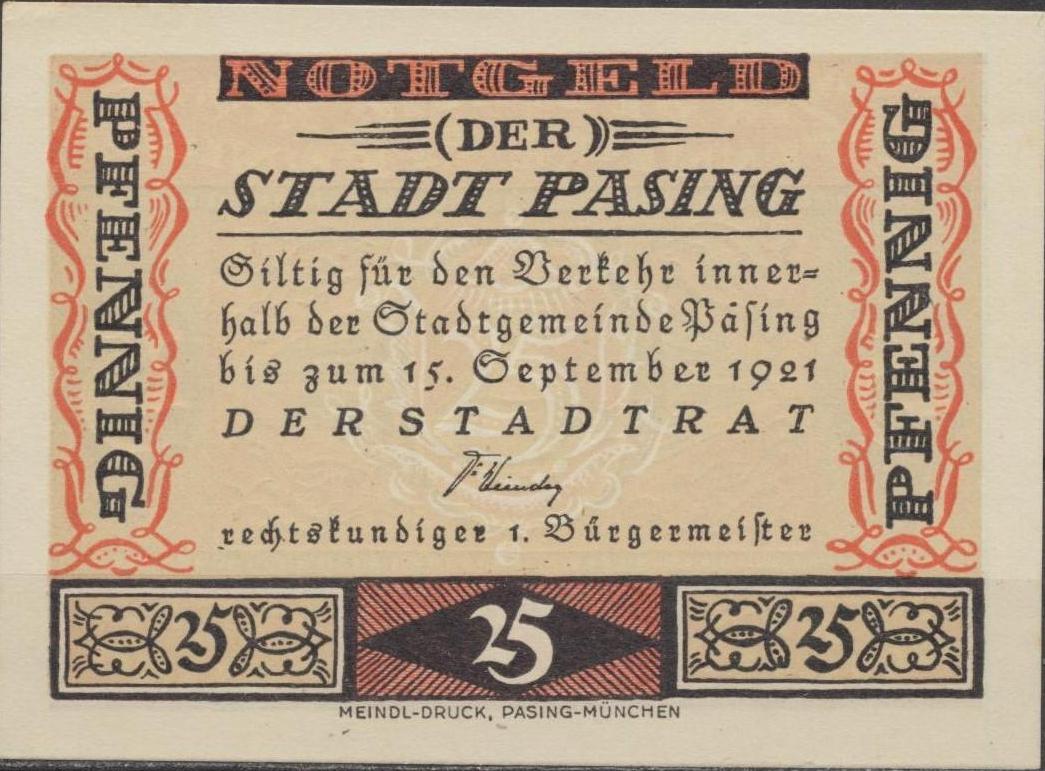 NOTGELD
(DER)
STADT PASING
Giltig für den Verkehr inner=
halb der Stadtgemeinde Päsing
bis zum 15. September 1921
DER STADTRAT
rechtskundiger 1. Bürgermeister
PFENNIG
PFENNIG
25
25
25
MEINDL-DRUCK, PASING-MÜNCHEN